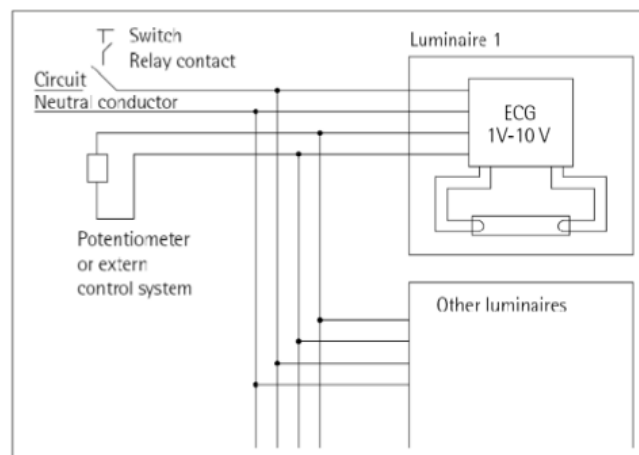 Switch
Relay contact
Circuit
Neutral conductor
Luminaire 1
ECG
1V-10 V
Potentiometer
or extern
control system
Other luminaires